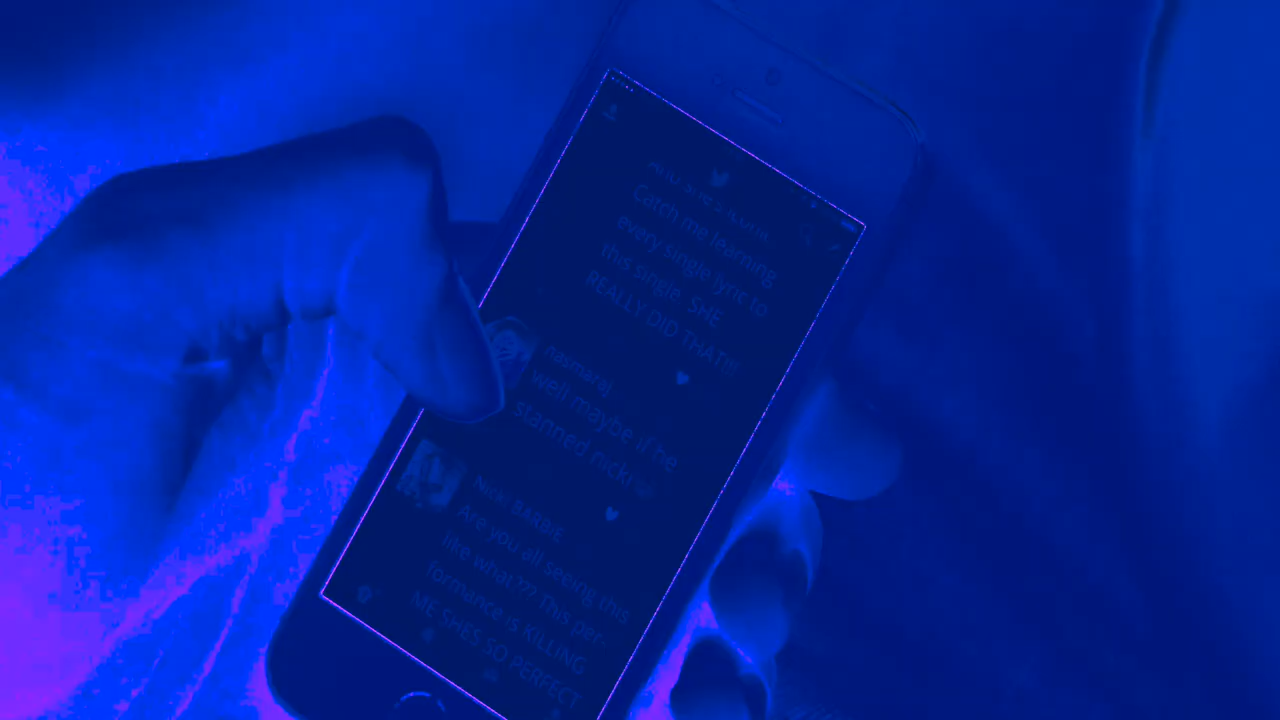 Catch me learning
every single lyric to
this single. SHE
REALLY DID THAT!!!
nasmaraj
well maybe if he
stanned nicki
Nicki BARBIE
Are you all seeing this
like what??? This per-
formance is KILLING
ME SHES SO PERFECT